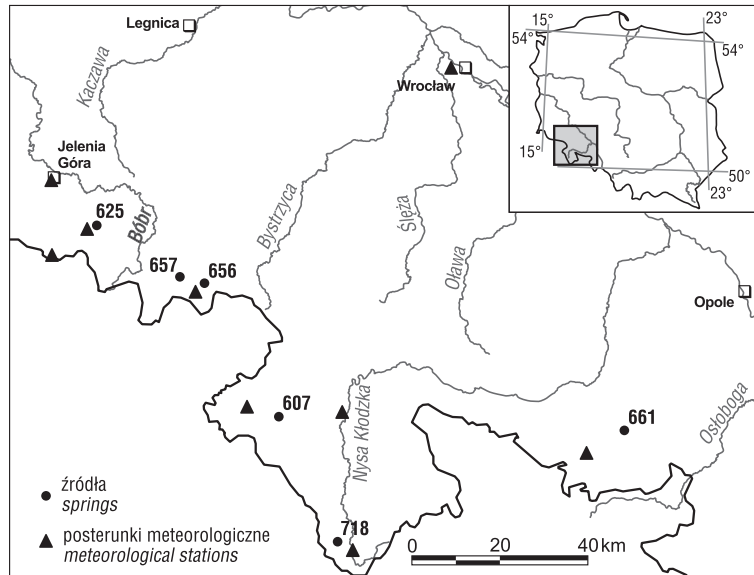 Legnica
Kaczawa
Wrocław
Jelenia
Góra
625
Bóbr
657
656
Bystrzyca
Ślęża
Oława
Opole
607
Nysa Kłodzka
661
Osłoboga
718
15°
23°
54°
54°
15°
50°
23°
źródła
springs
posterunki meteorologiczne
meteorological stations
0 20 40 km